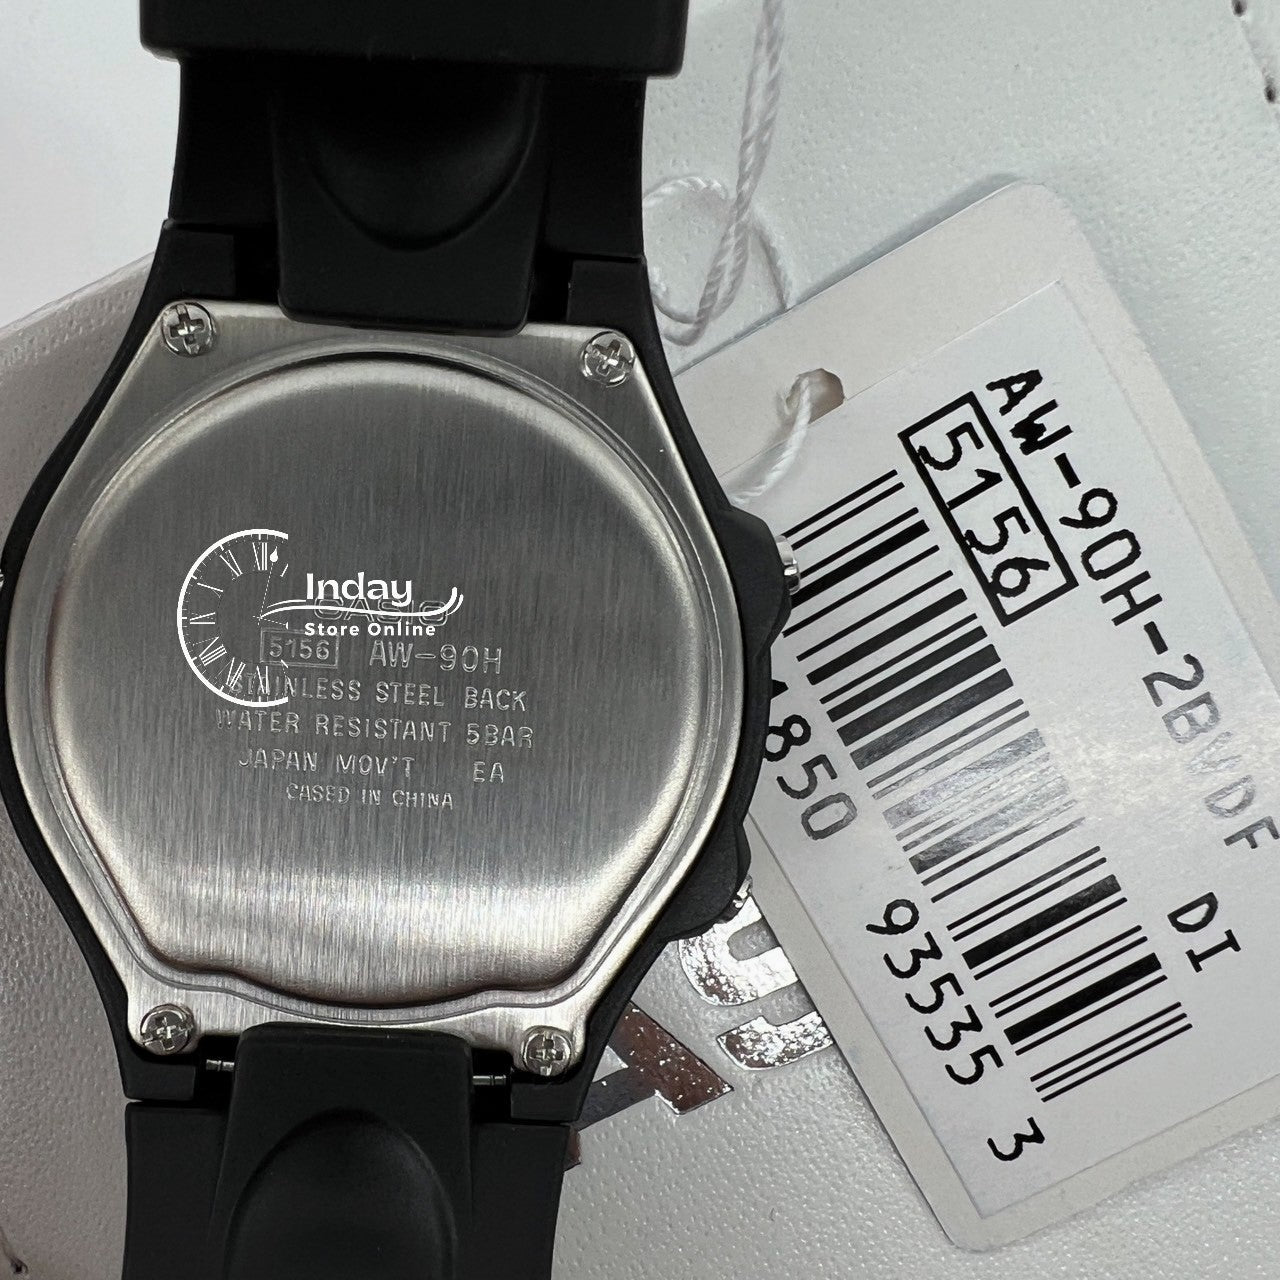 Inday
Store Online
CASIO
5156 AW-90H
STAINLESS STEEL BACK
WATER RESISTANT 5BAR
JAPAN MOV'T EA
CASED IN CHINA
AW-90H-2BVDF
5156
DI
93535 3